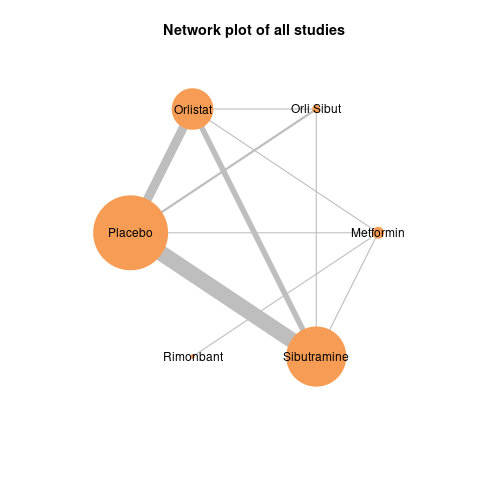 Network plot of all studies
Orlistat
Orli Sibut
Placebo
Metformin
Rimonbant
Sibutramine